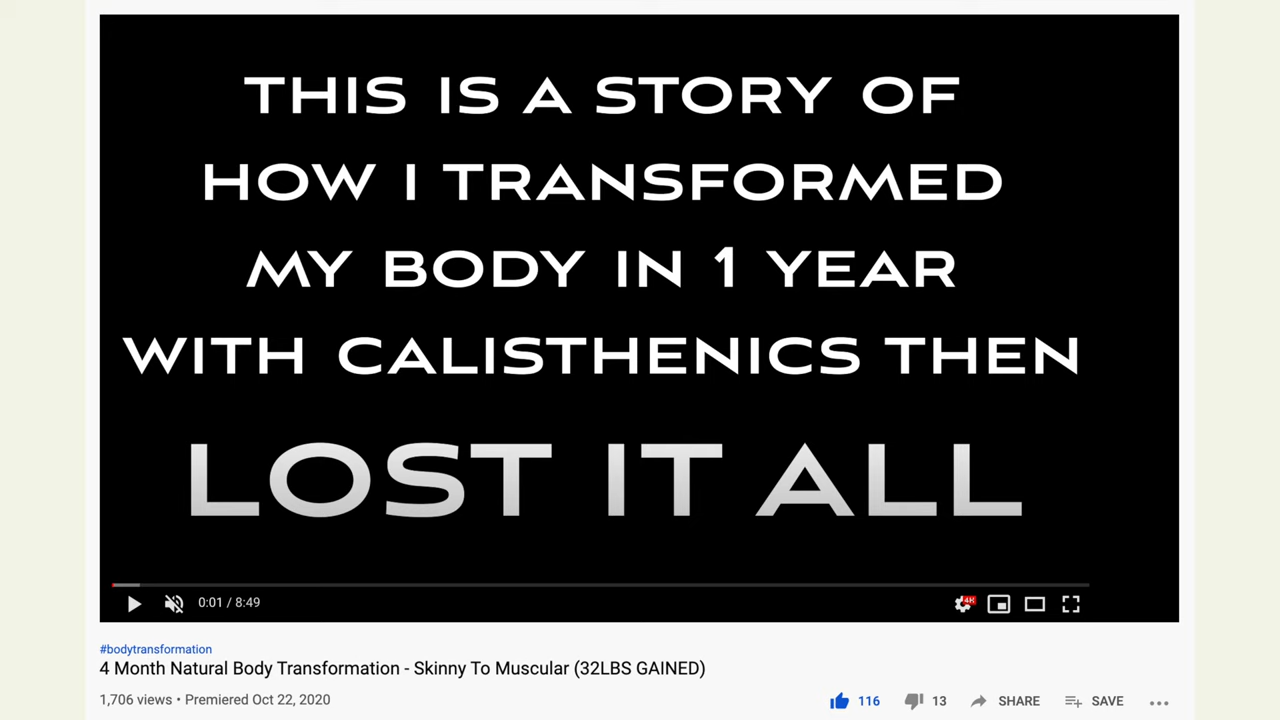 THIS IS A STORY OF
HOW I TRANSFORMED
MY BODY IN 1 YEAR
WITH CALISTHENICS THEN
LOST IT ALL
0:01 / 8:49
4K
#bodytransformation
4 Month Natural Body Transformation - Skinny To Muscular (32LBS GAINED)
1,706 views • Premiered Oct 22, 2020
116 13 SHARE SAVE